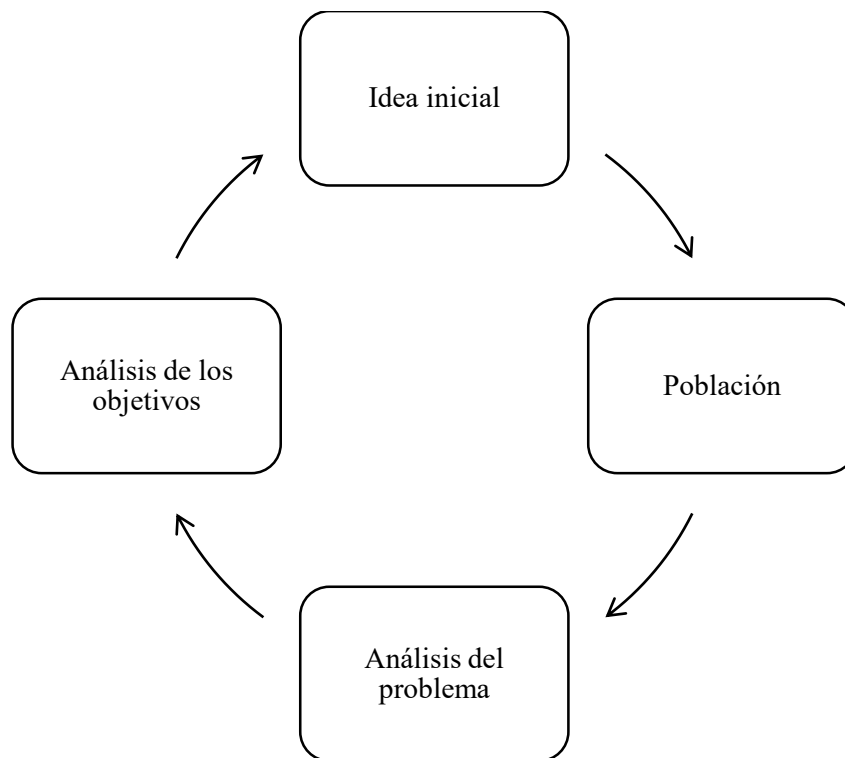 Idea inicial
Análisis de los
objetivos
Población
Análisis del
problema